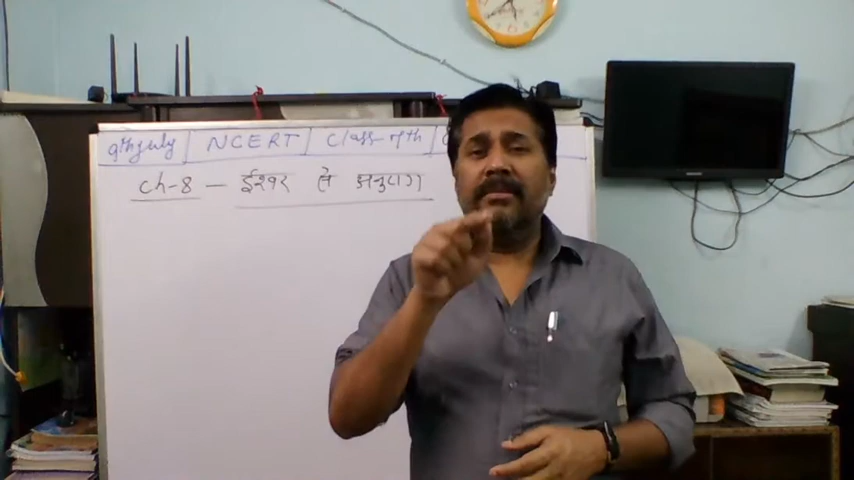 9th july | NCERT | Class-7th |
ch-8 – ईश्वर से अनुराग